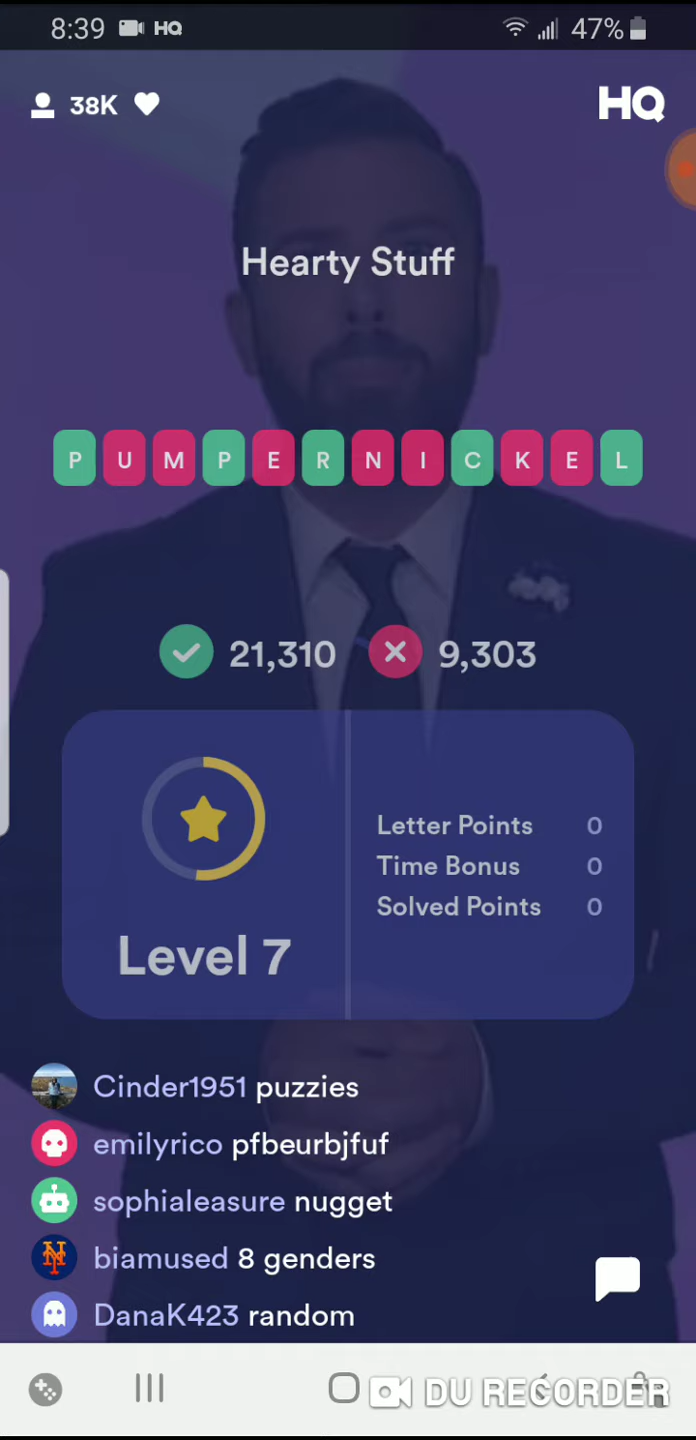 8:39 HQ 47%
38K HQ
Hearty Stuff
PUMPERNICKEL
21,310 9,303
Level 7
Letter Points 0
Time Bonus 0
Solved Points 0
Cinder1951 puzzies
emilyrico pfbeurbjfuf
sophialeasure nugget
biamused 8 genders
DanaK423 random
DU RECORDER